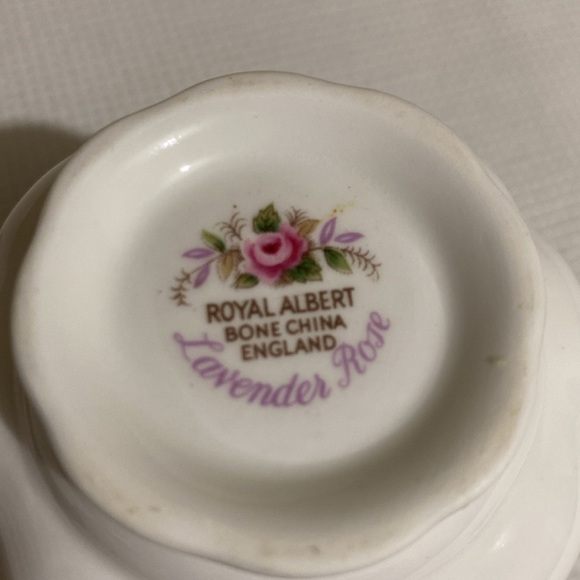 ROYAL ALBERT
BONE CHINA
ENGLAND
Lavender Rose